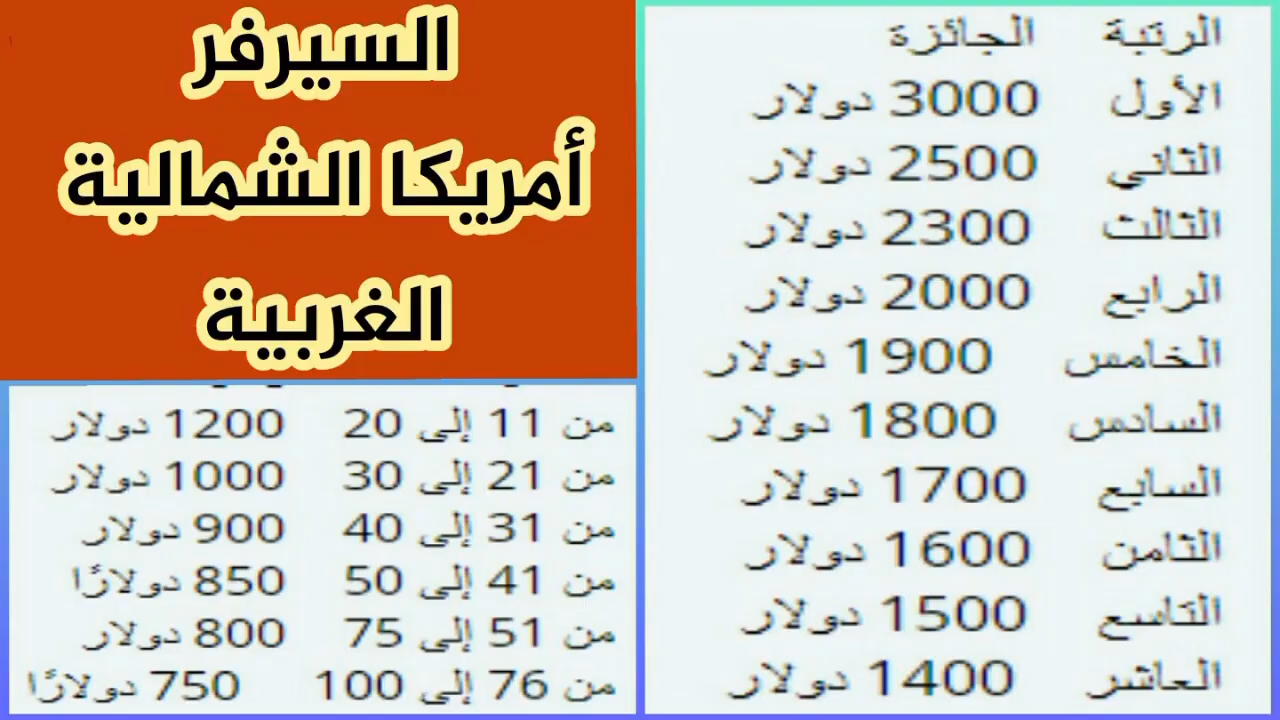 السيرفر
أمريكا الشمالية
الغربية
الرتبة الجائزة
الأول 3000 دولار
الثاني 2500 دولار
الثالث 2300 دولار
الرابع 2000 دولار
الخامس 1900 دولار
السادس 1800 دولار
السابع 1700 دولار
الثامن 1600 دولار
التاسع 1500 دولار
العاشر 1400 دولار
من 11 إلى 20 1200 دولار
من 21 إلى 30 1000 دولار
من 31 إلى 40 900 دولار
من 41 إلى 50 850 دولارًا
من 51 إلى 75 800 دولار
من 76 إلى 100 750 دولارًا